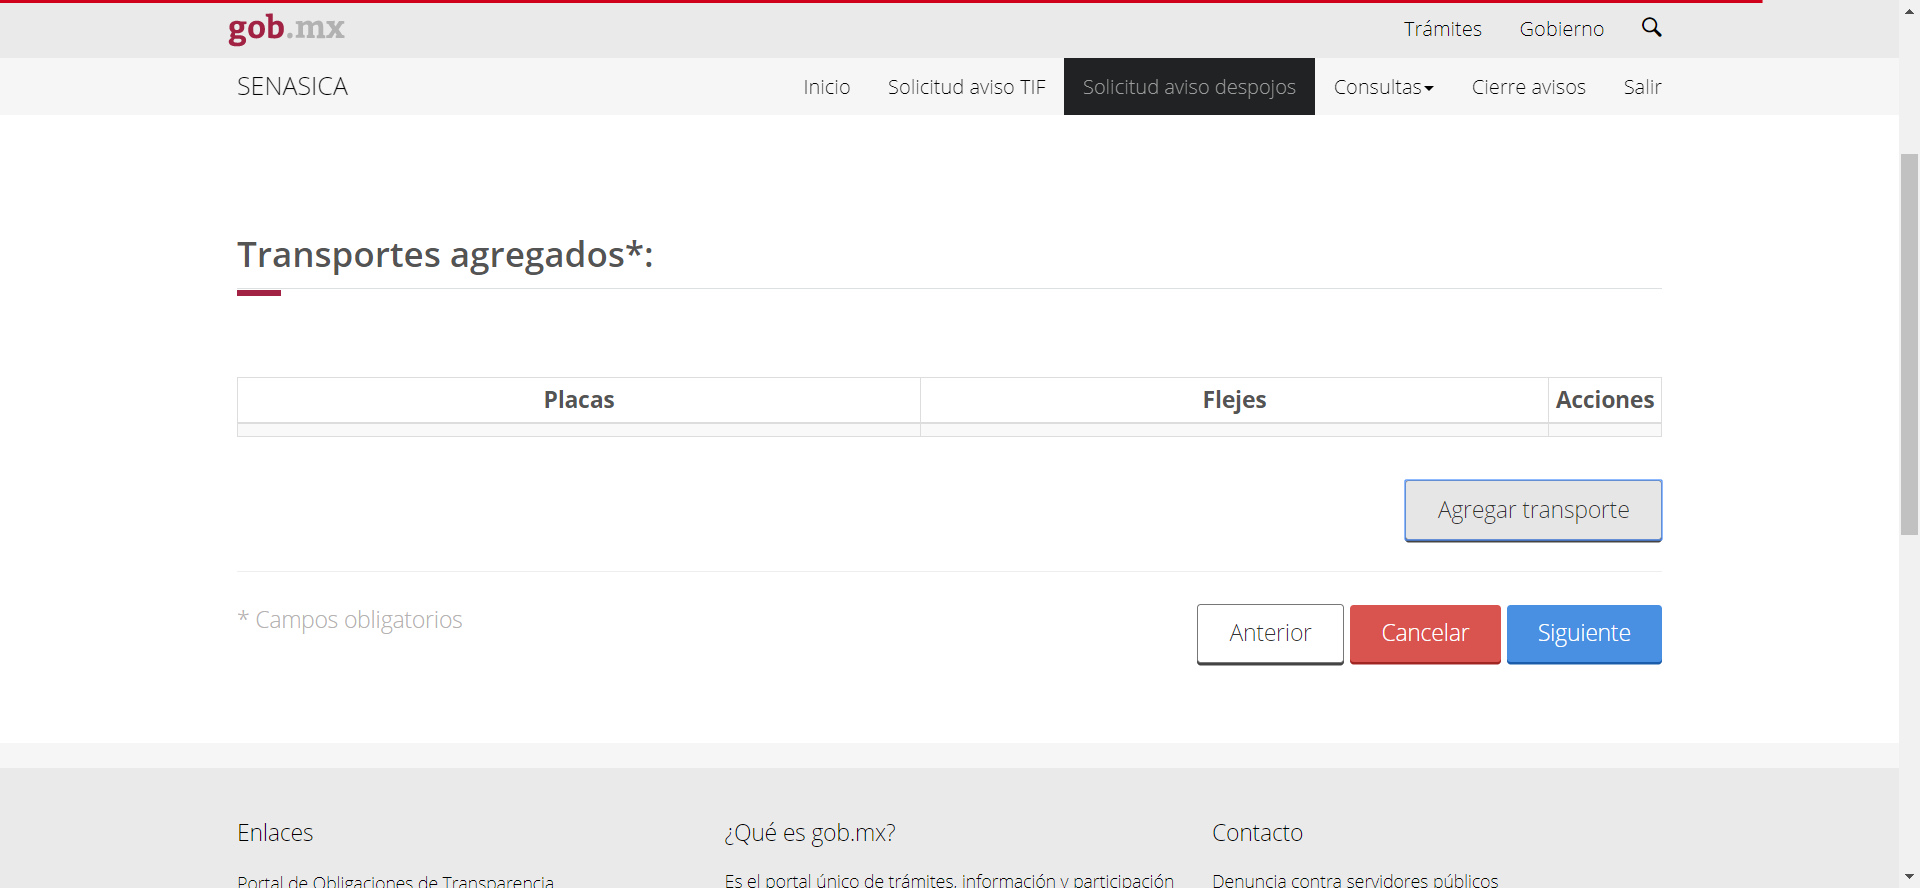 gob.mx
Trámites Gobierno
SENASICA
Inicio Solicitud aviso TIF Solicitud aviso despojos Consultas Cierre avisos Salir
Transportes agregados*:
Placas Flejes Acciones
Agregar transporte
* Campos obligatorios
Anterior Cancelar Siguiente
Enlaces ¿Qué es gob.mx? Contacto
Portal de Obligaciones de Transparencia Es el portal único de trámites, información y participación Denuncia contra servidores públicos